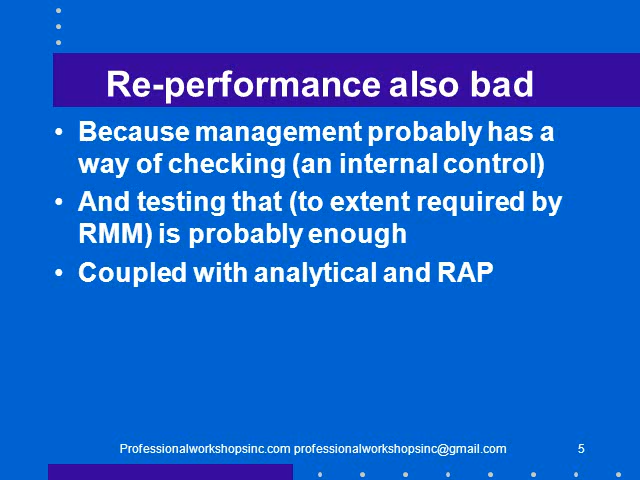 Re-performance also bad
• Because management probably has a
way of checking (an internal control)
• And testing that (to extent required by
RMM) is probably enough
• Coupled with analytical and RAP
Professionalworkshopsinc.com professionalworkshopsinc@gmail.com 5